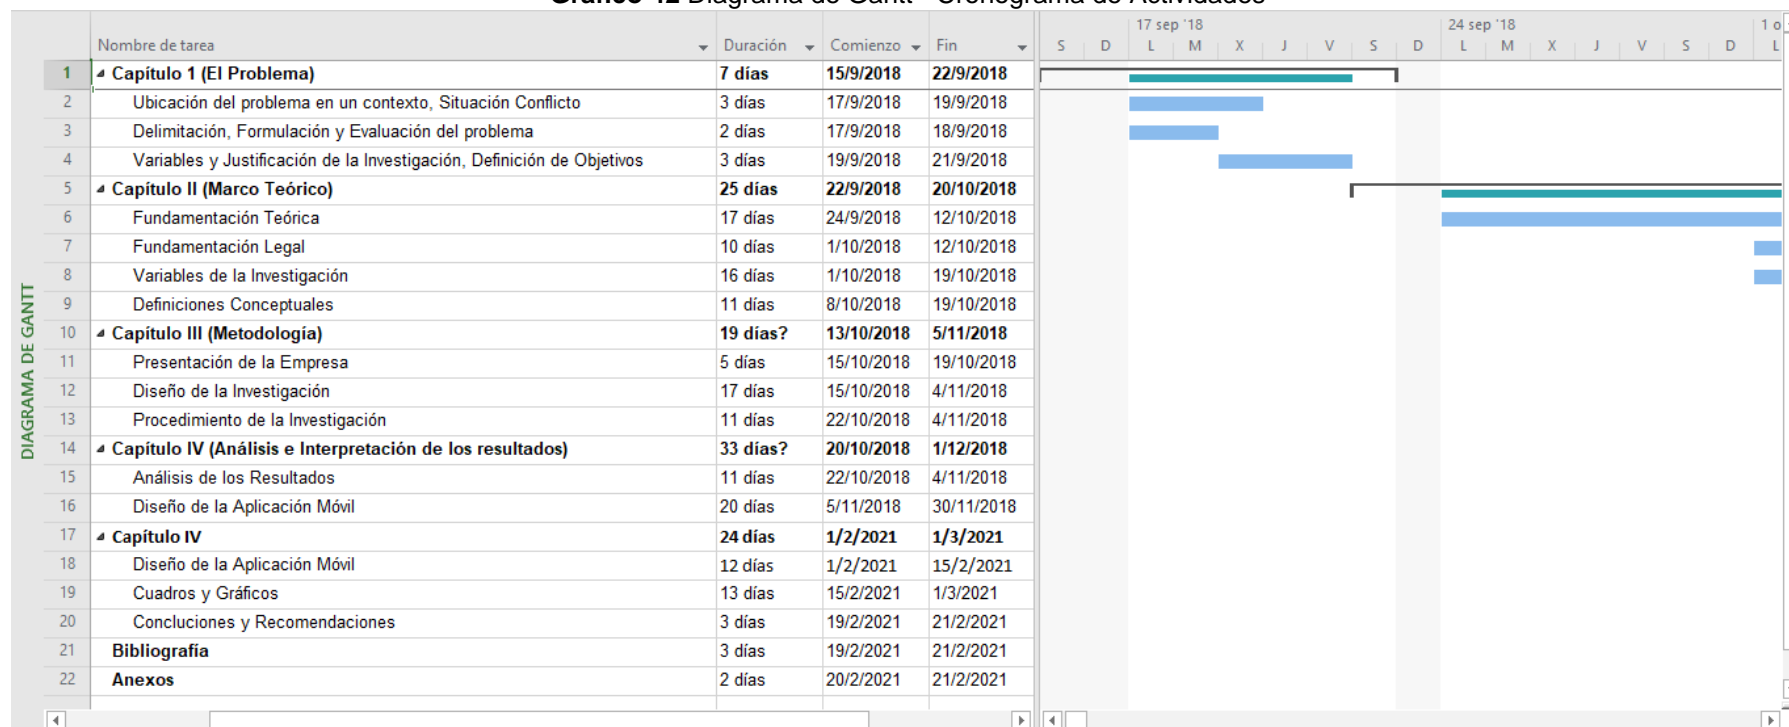 Gráfico 42 Diagrama de Gantt - Cronograma de Actividades
17 sep '18 24 sep '18 1 o
Nombre de tarea Duración Comienzo Fin S D L M X J V S D L M X J V S D L
1 Capítulo 1 (El Problema) 7 días 15/9/2018 22/9/2018
2 Ubicación del problema en un contexto, Situación Conflicto 3 días 17/9/2018 19/9/2018
3 Delimitación, Formulación y Evaluación del problema 2 días 17/9/2018 18/9/2018
4 Variables y Justificación de la Investigación, Definición de Objetivos 3 días 19/9/2018 21/9/2018
5 Capítulo II (Marco Teórico) 25 días 22/9/2018 20/10/2018
6 Fundamentación Teórica 17 días 24/9/2018 12/10/2018
7 Fundamentación Legal 10 días 1/10/2018 12/10/2018
8 Variables de la Investigación 16 días 1/10/2018 19/10/2018
9 Definiciones Conceptuales 11 días 8/10/2018 19/10/2018
10 Capítulo III (Metodología) 19 días? 13/10/2018 5/11/2018
11 Presentación de la Empresa 5 días 15/10/2018 19/10/2018
12 Diseño de la Investigación 17 días 15/10/2018 4/11/2018
13 Procedimiento de la Investigación 11 días 22/10/2018 4/11/2018
14 Capítulo IV (Análisis e Interpretación de los resultados) 33 días? 20/10/2018 1/12/2018
15 Análisis de los Resultados 11 días 22/10/2018 4/11/2018
16 Diseño de la Aplicación Móvil 20 días 5/11/2018 30/11/2018
17 Capítulo IV 24 días 1/2/2021 1/3/2021
18 Diseño de la Aplicación Móvil 12 días 1/2/2021 15/2/2021
19 Cuadros y Gráficos 13 días 15/2/2021 1/3/2021
20 Concluciones y Recomendaciones 3 días 19/2/2021 21/2/2021
21 Bibliografía 3 días 19/2/2021 21/2/2021
22 Anexos 2 días 20/2/2021 21/2/2021
DIAGRAMA DE GANTT